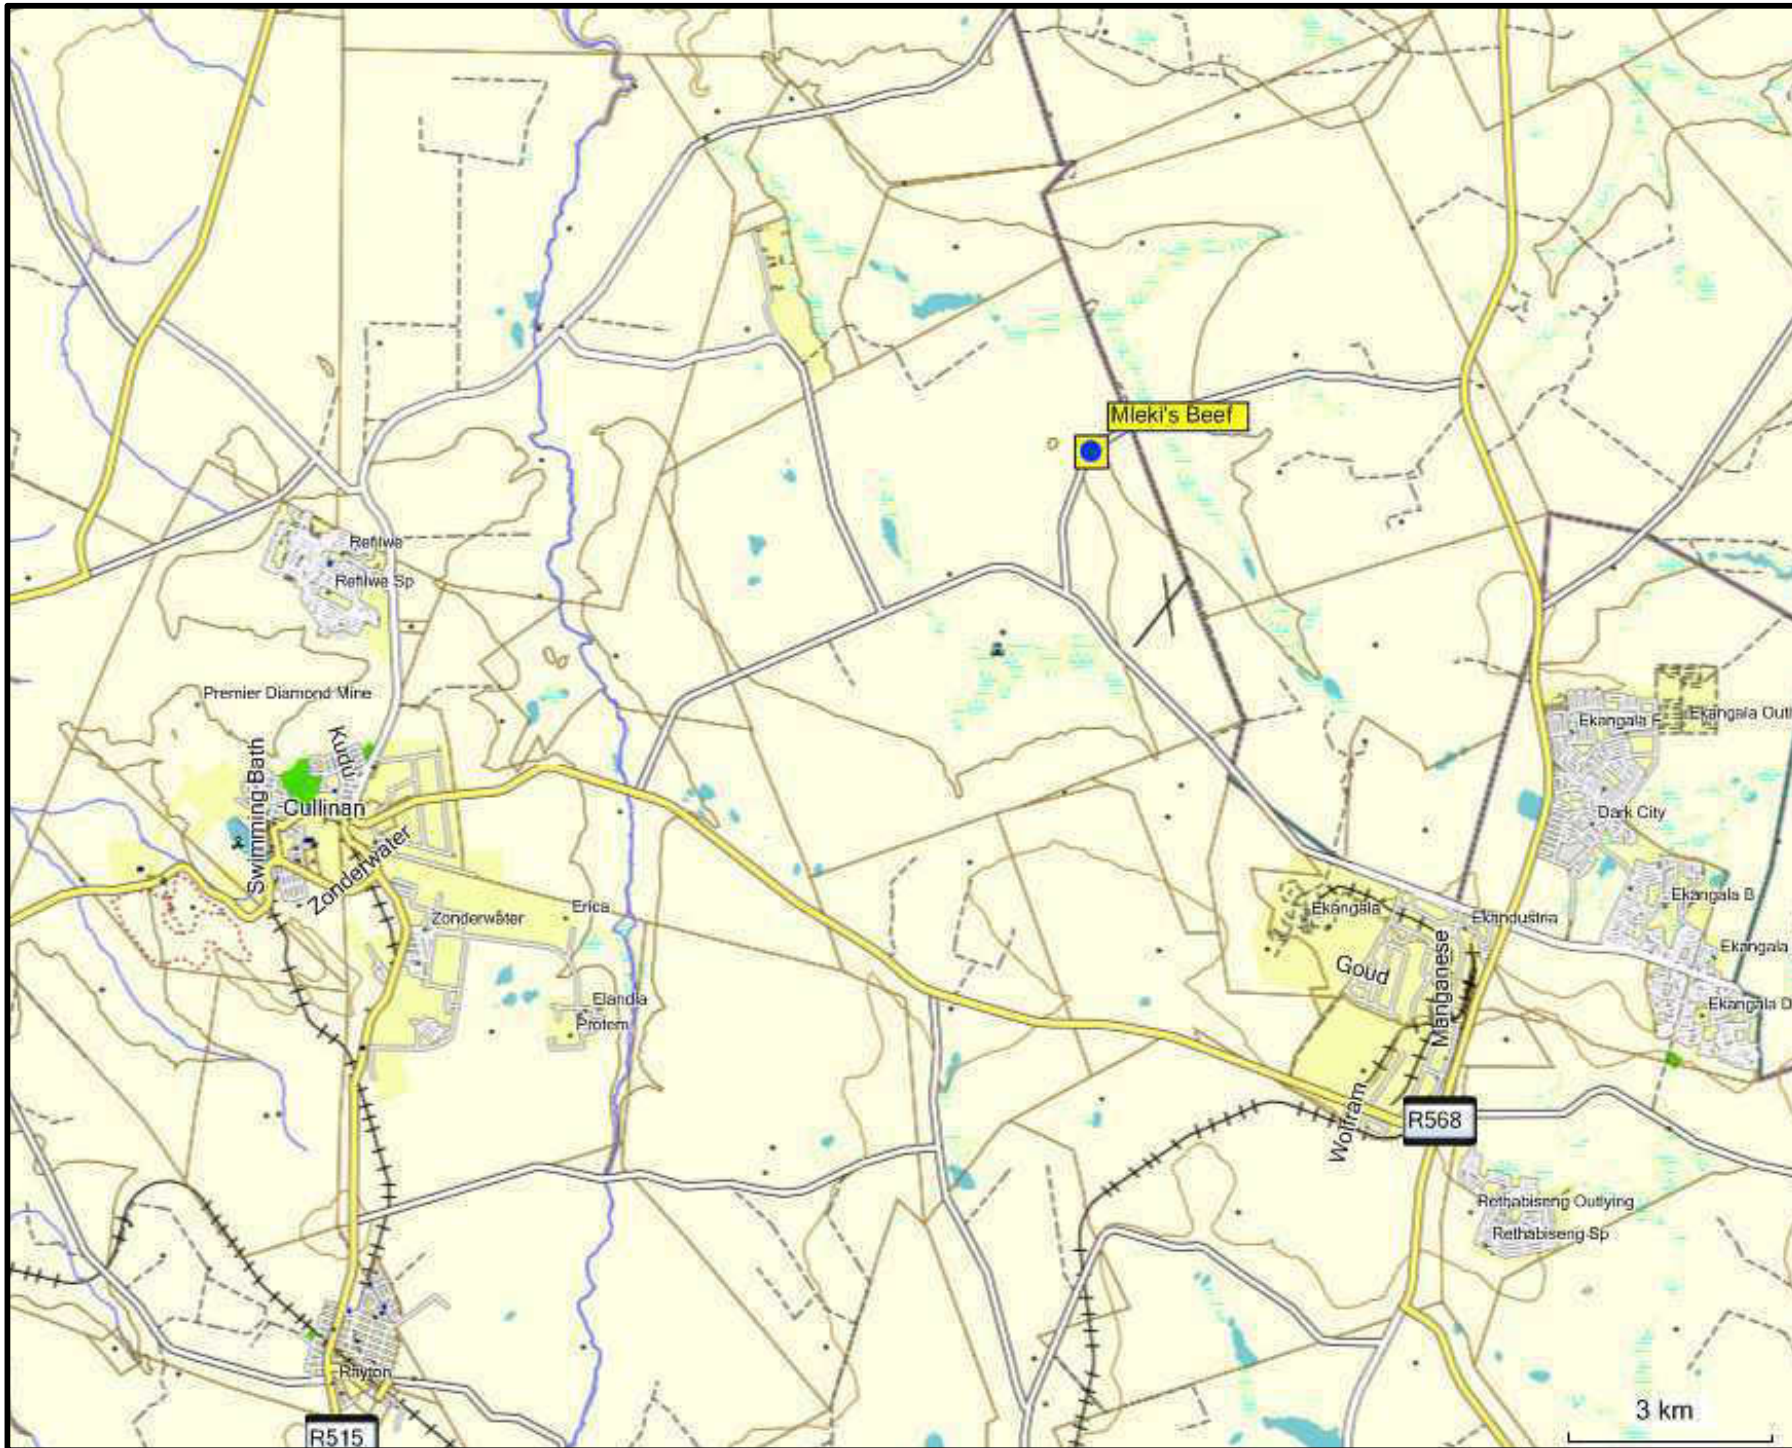 Mleki's Beef
Refilwe
Refilwe Sp
Premier Diamond Mine
Kudu
Swimming Bath
Cullinan
Zonderwater
Zonderwater
Erica
Elandia
Protem
Ekangala F
Ekangala Outl
Dark City
Ekangala B
Ekangala
Ekandustria
Ekangala
Goud
Manganese
Ekangala D
Wolfram
R568
Rethabiseng Outlying
Rethabiseng Sp
Rayton
R515
3 km